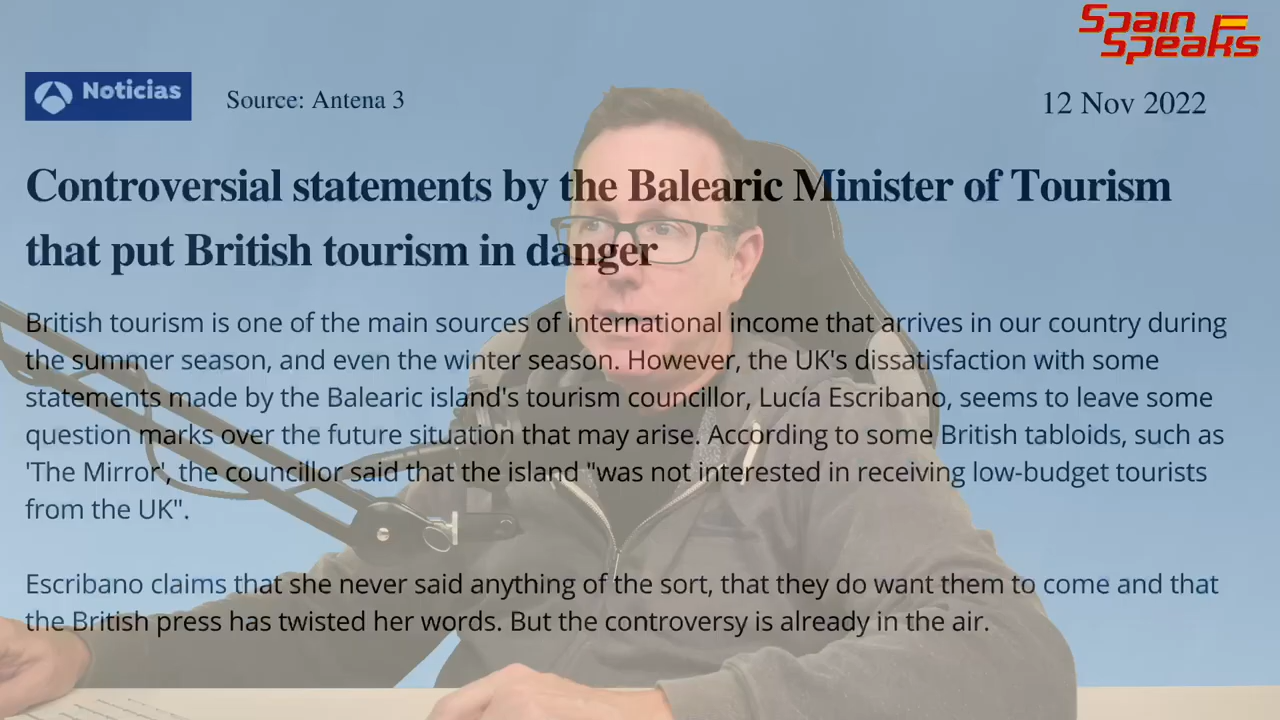 Spain
Speaks
Noticias
Source: Antena 3
12 Nov 2022
Controversial statements by the Balearic Minister of Tourism
that put British tourism in danger
British tourism is one of the main sources of international income that arrives in our country during
the summer season, and even the winter season. However, the UK's dissatisfaction with some
statements made by the Balearic island's tourism councillor, Lucía Escribano, seems to leave some
question marks over the future situation that may arise. According to some British tabloids, such as
'The Mirror', the councillor said that the island "was not interested in receiving low-budget tourists
from the UK".
Escribano claims that she never said anything of the sort, that they do want them to come and that
the British press has twisted her words. But the controversy is already in the air.